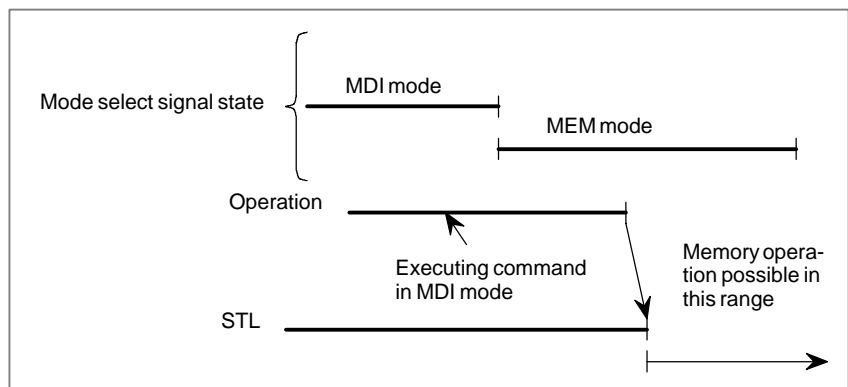 MDI mode
Mode select signal state
MEM mode
Operation
Executing command
in MDI mode
Memory opera-
tion possible in
this range
STL